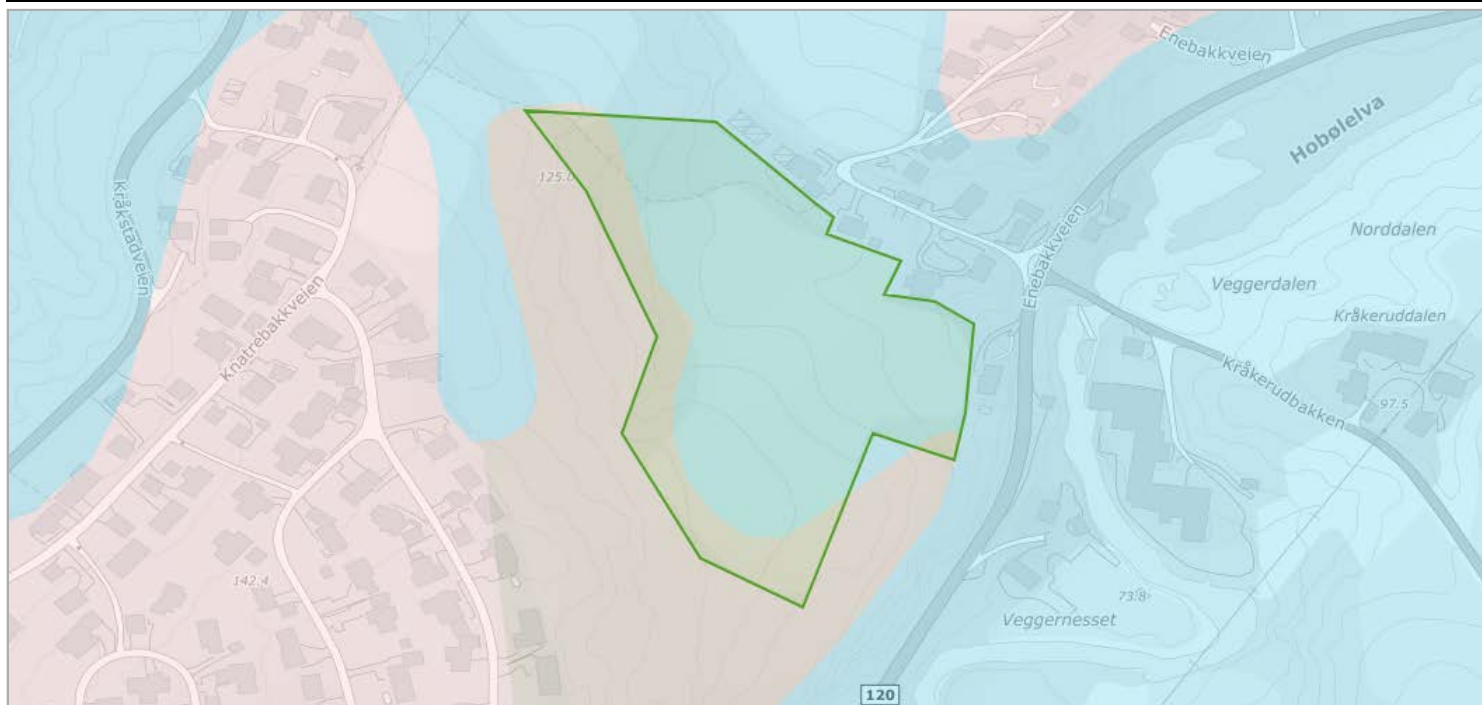 Enebakkveien
Hobølelva
125.0
Kråkstadveien
Norddalen
Enebakkveien
Veggerdalen
Kråkeruddalen
Knatrebakkveien
Kråkerudbakken
97.5
142.4
73.8
Veggernesset
120